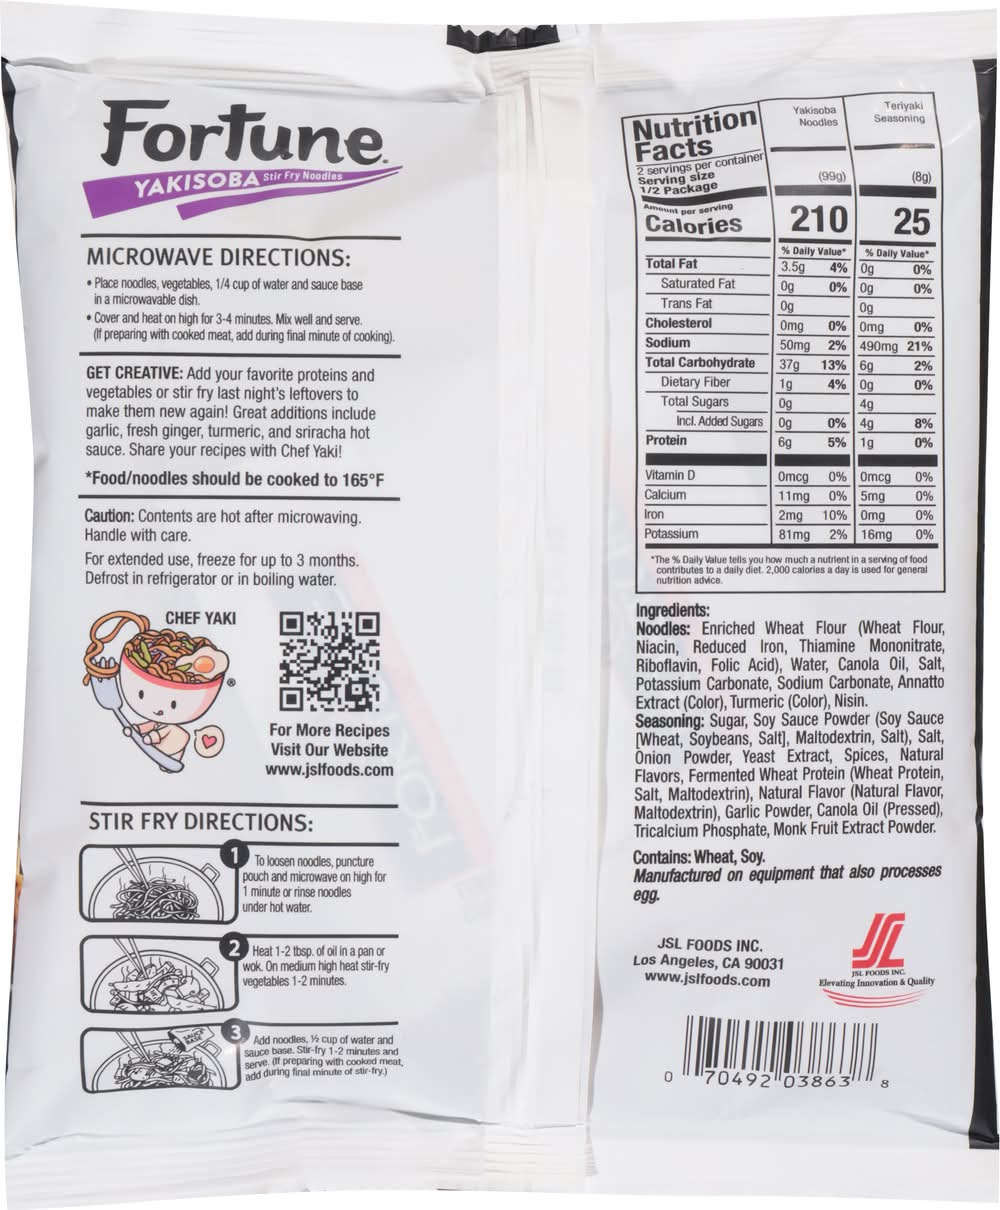 Fortune®
YAKISOBA Stir Fry Noodles
MICROWAVE DIRECTIONS:
• Place noodles, vegetables, 1/4 cup of water and sauce base
in a microwavable dish.
• Cover and heat on high for 3-4 minutes. Mix well and serve.
(If preparing with cooked meat, add during final minute of cooking).
GET CREATIVE: Add your favorite proteins and
vegetables or stir fry last night's leftovers to
make them new again! Great additions include
garlic, fresh ginger, turmeric, and sriracha hot
sauce. Share your recipes with Chef Yaki!
*Food/noodles should be cooked to 165°F
Caution: Contents are hot after microwaving.
Handle with care.
For extended use, freeze for up to 3 months.
Defrost in refrigerator or in boiling water.
CHEF YAKI
®
For More Recipes
Visit Our Website
www.jslfoods.com
STIR FRY DIRECTIONS:
1 To loosen noodles, puncture
pouch and microwave on high for
1 minute or rinse noodles
under hot water.
2 Heat 1-2 tbsp. of oil in a pan or
wok. On medium high heat stir-fry
vegetables 1-2 minutes.
SAUCE BASE
3 Add noodles, ½ cup of water and
sauce base. Stir-fry 1-2 minutes and
serve. (If preparing with cooked meat,
add during final minute of stir-fry.)
Nutrition Facts
2 servings per container
Serving size
1/2 Package
Yakisoba Noodles (99g) Teriyaki Seasoning (8g)
Amount per serving
Calories 210 25
% Daily Value* % Daily Value*
Total Fat 3.5g 4% 0g 0%
Saturated Fat 0g 0% 0g 0%
Trans Fat 0g 0g
Cholesterol 0mg 0% 0mg 0%
Sodium 50mg 2% 490mg 21%
Total Carbohydrate 37g 13% 6g 2%
Dietary Fiber 1g 4% 0g 0%
Total Sugars 0g 4g
Incl. Added Sugars 0g 0% 4g 8%
Protein 6g 5% 1g 0%
Vitamin D 0mcg 0% 0mcg 0%
Calcium 11mg 0% 5mg 0%
Iron 2mg 10% 0mg 0%
Potassium 81mg 2% 16mg 0%
*The % Daily Value tells you how much a nutrient in a serving of food
contributes to a daily diet. 2,000 calories a day is used for general
nutrition advice.
Ingredients:
Noodles: Enriched Wheat Flour (Wheat Flour,
Niacin, Reduced Iron, Thiamine Mononitrate,
Riboflavin, Folic Acid), Water, Canola Oil, Salt,
Potassium Carbonate, Sodium Carbonate, Annatto
Extract (Color), Turmeric (Color), Nisin.
Seasoning: Sugar, Soy Sauce Powder (Soy Sauce
[Wheat, Soybeans, Salt], Maltodextrin, Salt), Salt,
Onion Powder, Yeast Extract, Spices, Natural
Flavors, Fermented Wheat Protein (Wheat Protein,
Salt, Maltodextrin), Natural Flavor (Natural Flavor,
Maltodextrin), Garlic Powder, Canola Oil (Pressed),
Tricalcium Phosphate, Monk Fruit Extract Powder.
Contains: Wheat, Soy.
Manufactured on equipment that also processes
egg.
JSL FOODS INC.
Los Angeles, CA 90031
www.jslfoods.com
JSL
JSL FOODS INC.
Elevating Innovation & Quality
0 70492 03863 8